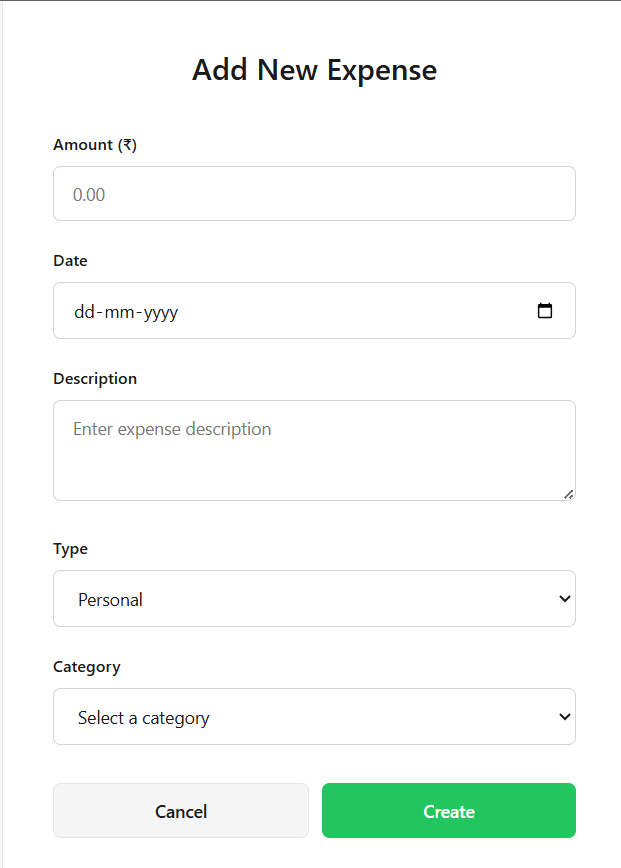 Add New Expense
Amount (₹)
0.00
Date
dd-mm-yyyy
Description
Enter expense description
Type
Personal
Category
Select a category
Cancel
Create